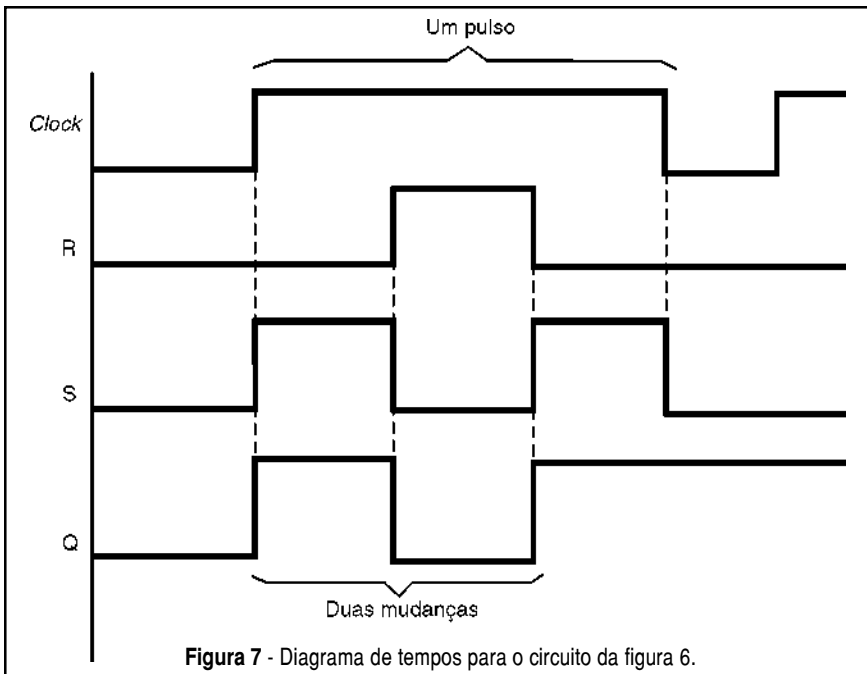 Um pulso
Clock
R
S
Q
Duas mudanças
Figura 7 - Diagrama de tempos para o circuito da figura 6.